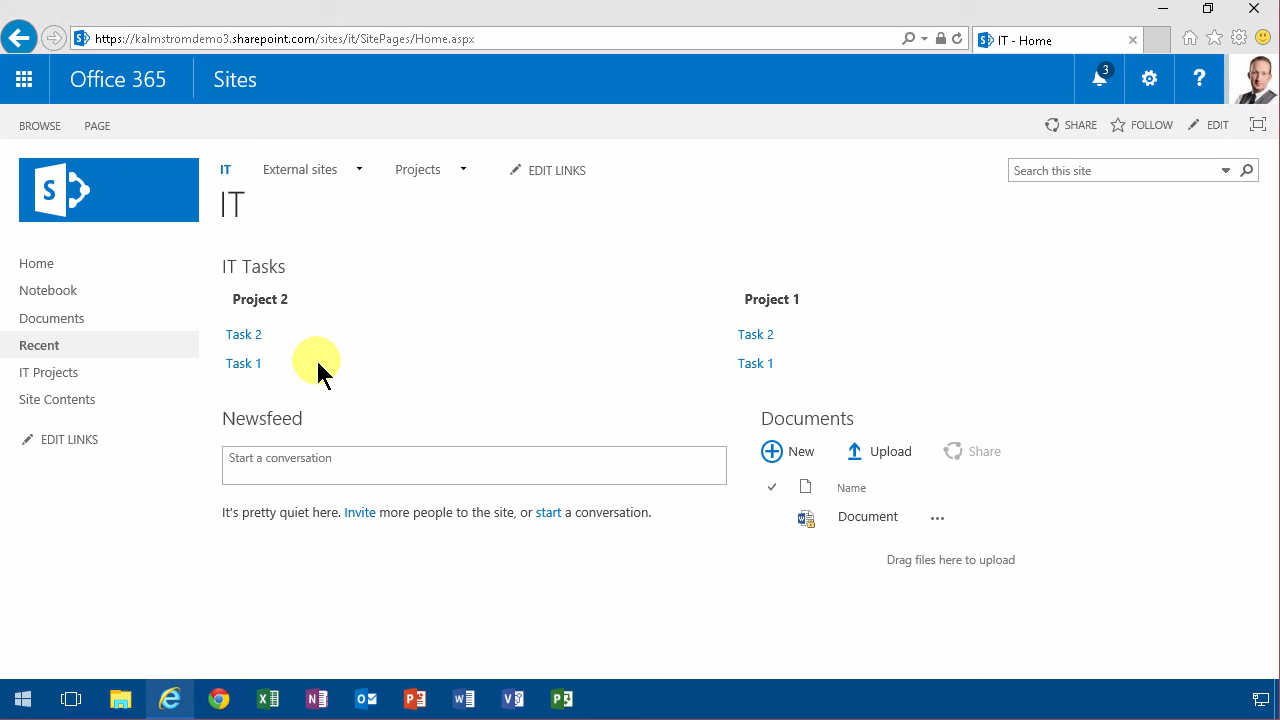 https://kalmstromdemo3.sharepoint.com/sites/it/SitePages/Home.aspx
IT - Home
Office 365
Sites
3
?
BROWSE
PAGE
SHARE
FOLLOW
EDIT
S
IT
External sites
Projects
EDIT LINKS
Search this site
IT
Home
Notebook
Documents
Recent
IT Projects
Site Contents
EDIT LINKS
IT Tasks
Project 2
Project 1
Task 2
Task 2
Task 1
Task 1
Newsfeed
Start a conversation
It's pretty quiet here. Invite more people to the site, or start a conversation.
Documents
New
Upload
Share
Name
Document
Drag files here to upload